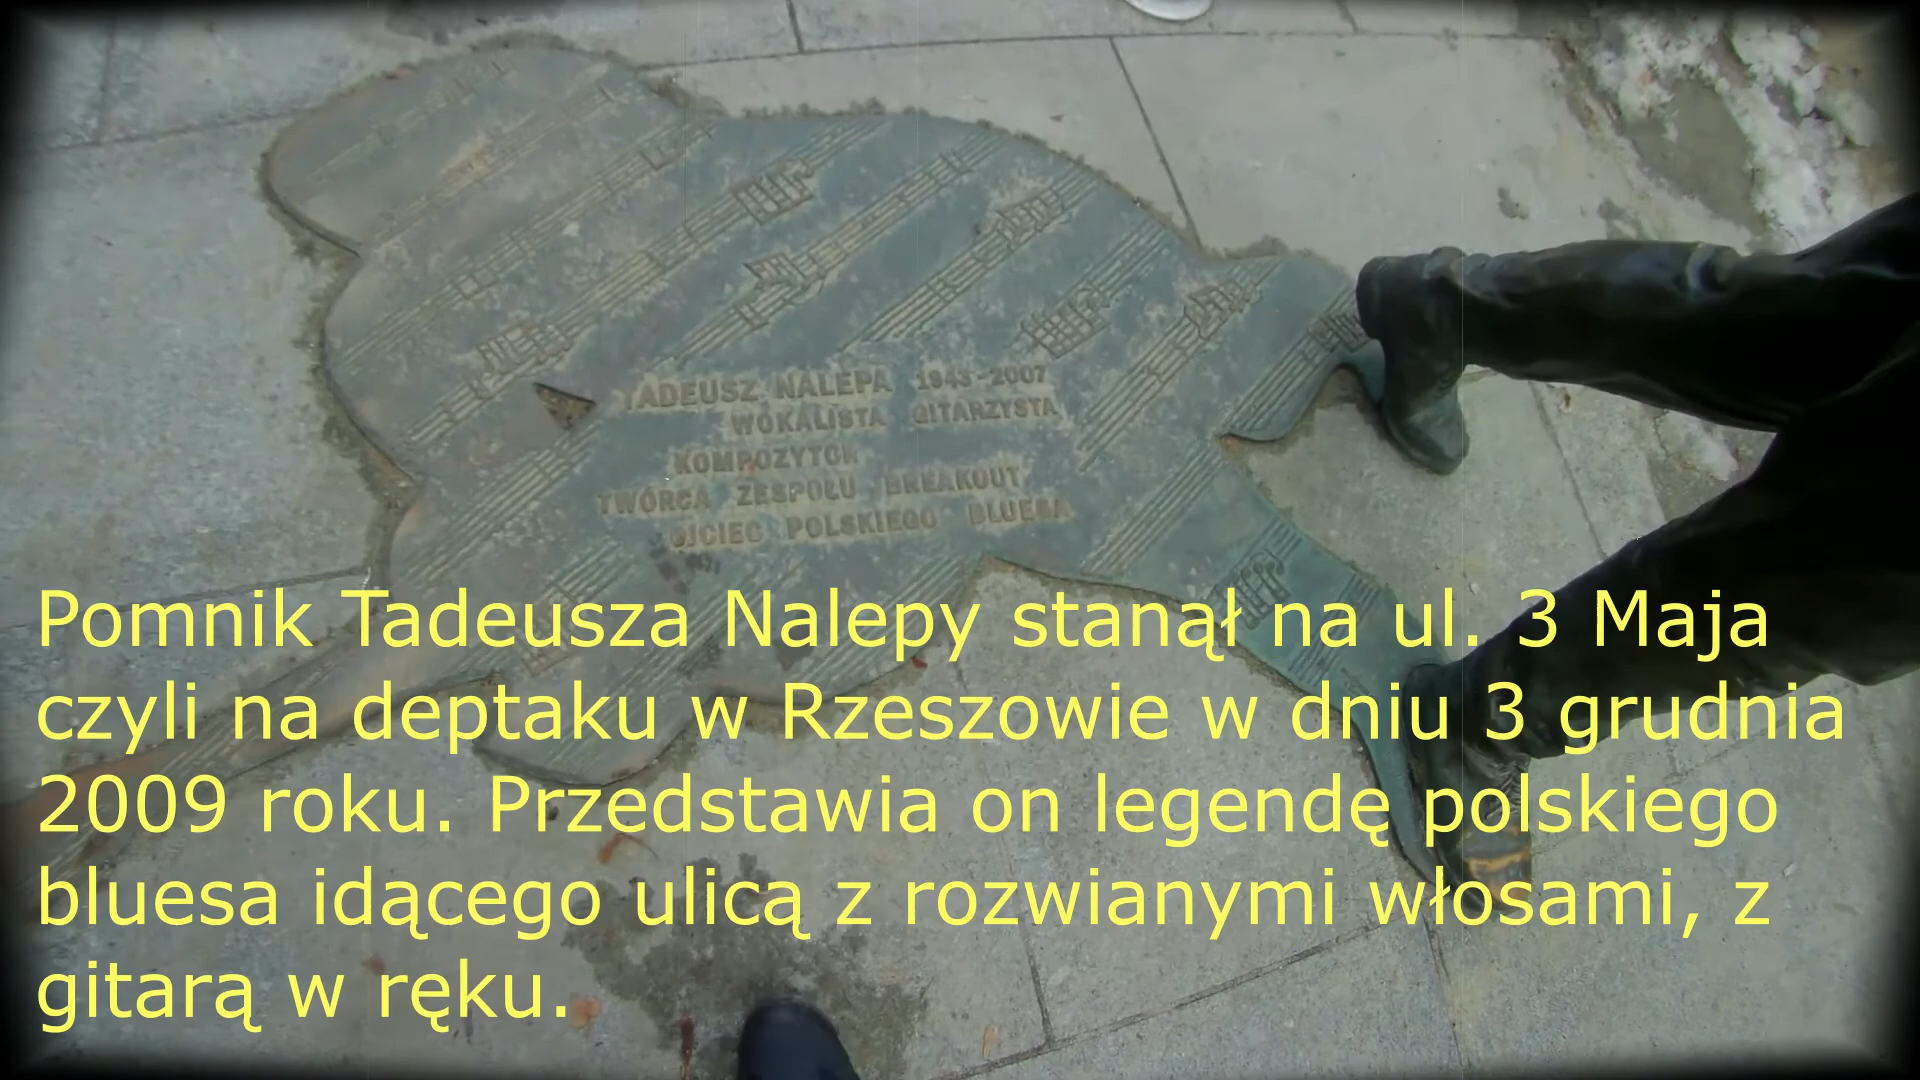 TADEUSZ NALEPA 1943-2007
WOKALISTA GITARZYSTA
KOMPOZYTOR
TWÓRCA ZESPOŁU BREAKOUT
OJCIEC POLSKIEGO BLUESA
Pomnik Tadeusza Nalepy stanął na ul. 3 Maja
czyli na deptaku w Rzeszowie w dniu 3 grudnia
2009 roku. Przedstawia on legendę polskiego
bluesa idącego ulicą z rozwianymi włosami, z
gitarą w ręku.